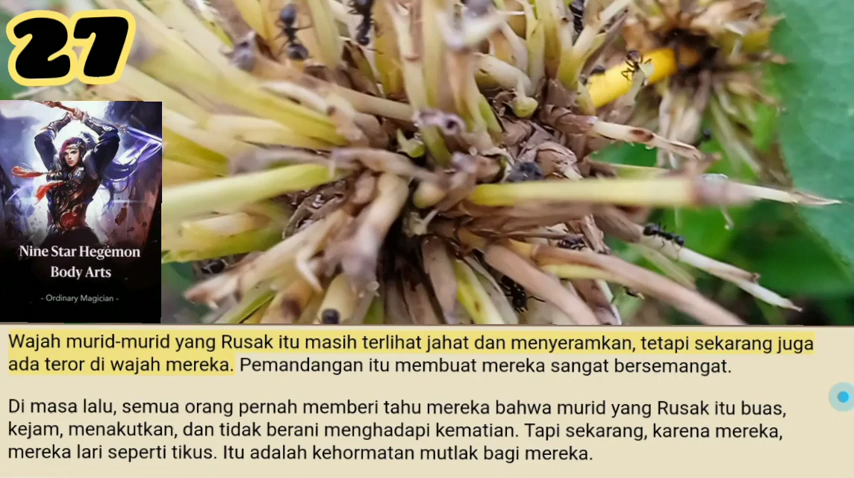 27
Nine Star Hegemon
Body Arts
- Ordinary Magician -
Wajah murid-murid yang Rusak itu masih terlihat jahat dan menyeramkan, tetapi sekarang juga
ada teror di wajah mereka. Pemandangan itu membuat mereka sangat bersemangat.
Di masa lalu, semua orang pernah memberi tahu mereka bahwa murid yang Rusak itu buas,
kejam, menakutkan, dan tidak berani menghadapi kematian. Tapi sekarang, karena mereka,
mereka lari seperti tikus. Itu adalah kehormatan mutlak bagi mereka.